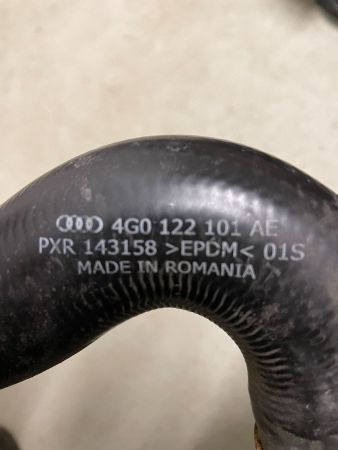 4G0 122 101 AE
PXR 143158 >EPDM< 01S
MADE IN ROMANIA